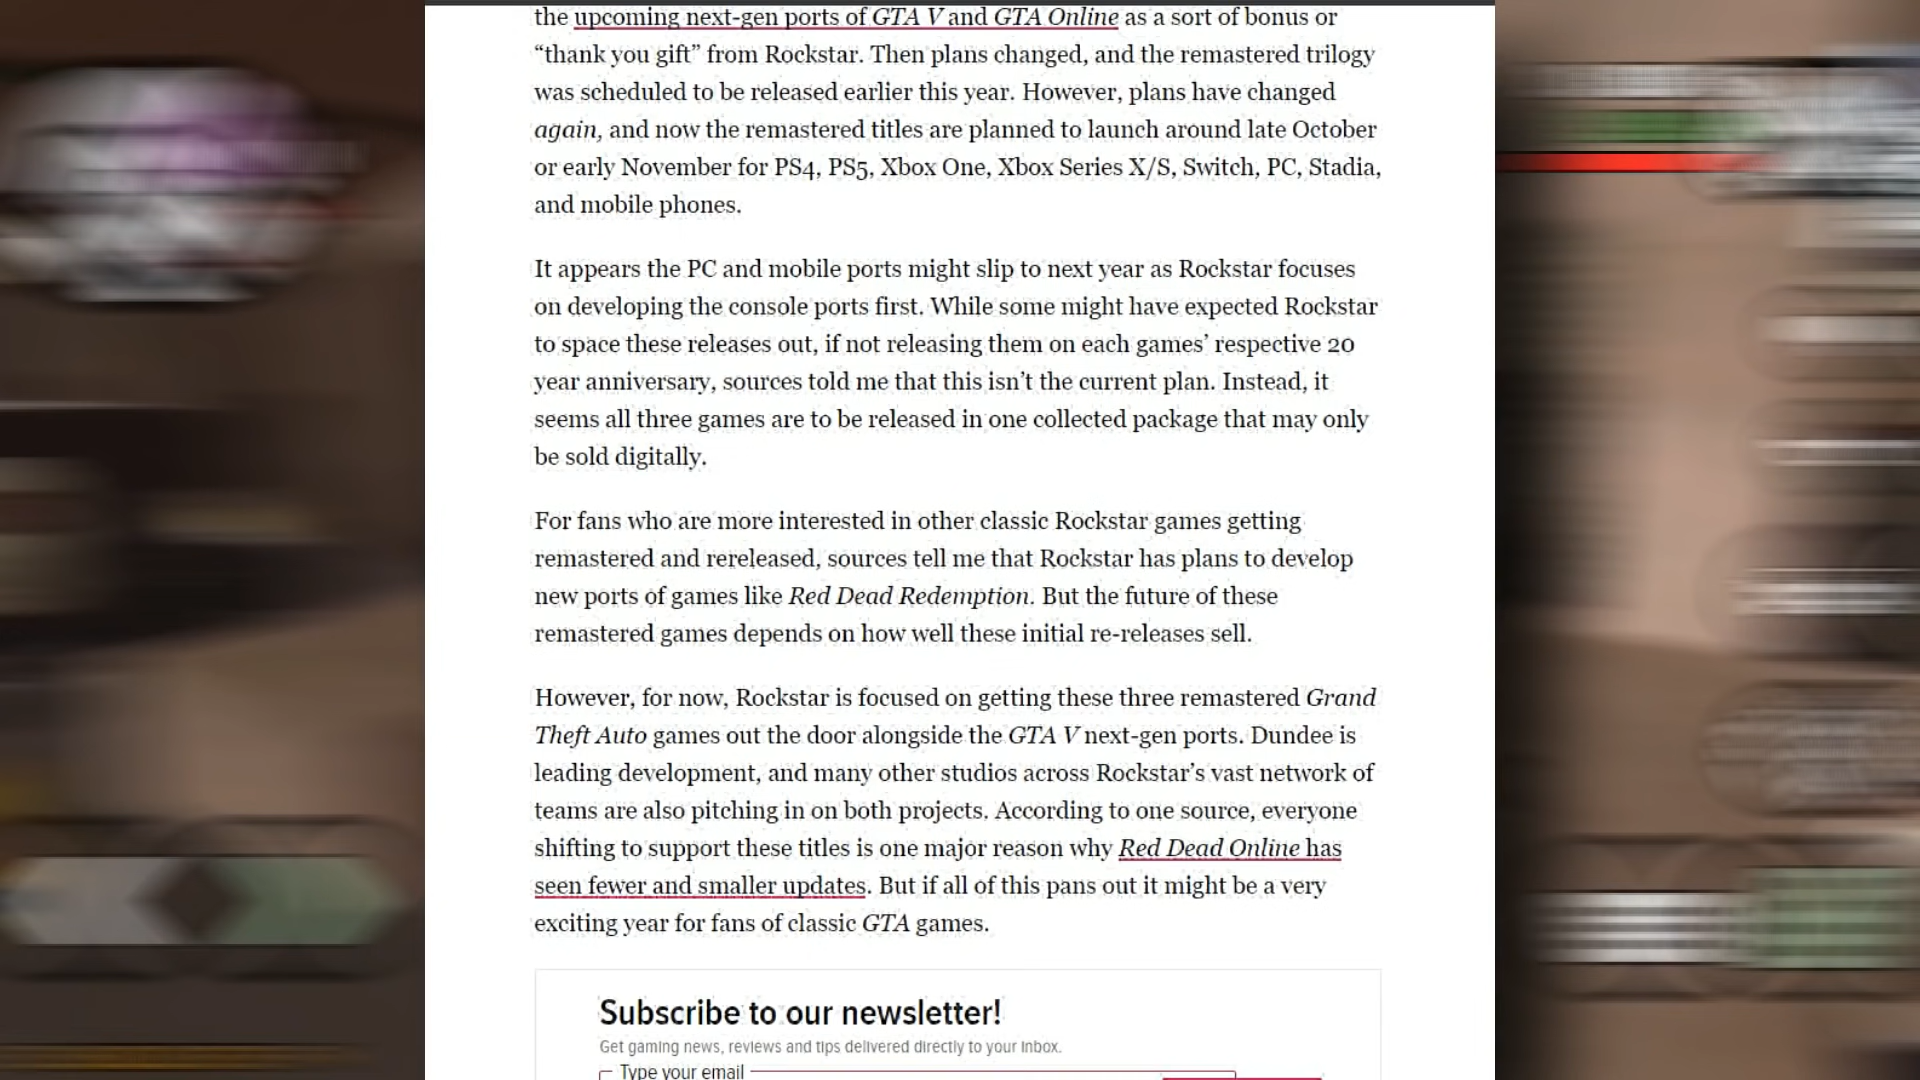 the upcoming next-gen ports of GTA V and GTA Online as a sort of bonus or
“thank you gift” from Rockstar. Then plans changed, and the remastered trilogy
was scheduled to be released earlier this year. However, plans have changed
again, and now the remastered titles are planned to launch around late October
or early November for PS4, PS5, Xbox One, Xbox Series X/S, Switch, PC, Stadia,
and mobile phones.
It appears the PC and mobile ports might slip to next year as Rockstar focuses
on developing the console ports first. While some might have expected Rockstar
to space these releases out, if not releasing them on each games’ respective 20
year anniversary, sources told me that this isn’t the current plan. Instead, it
seems all three games are to be released in one collected package that may only
be sold digitally.
For fans who are more interested in other classic Rockstar games getting
remastered and rereleased, sources tell me that Rockstar has plans to develop
new ports of games like Red Dead Redemption. But the future of these
remastered games depends on how well these initial re-releases sell.
However, for now, Rockstar is focused on getting these three remastered Grand
Theft Auto games out the door alongside the GTA V next-gen ports. Dundee is
leading development, and many other studios across Rockstar’s vast network of
teams are also pitching in on both projects. According to one source, everyone
shifting to support these titles is one major reason why Red Dead Online has
seen fewer and smaller updates. But if all of this pans out it might be a very
exciting year for fans of classic GTA games.
Subscribe to our newsletter!
Get gaming news, reviews and tips delivered directly to your inbox.
Type your email